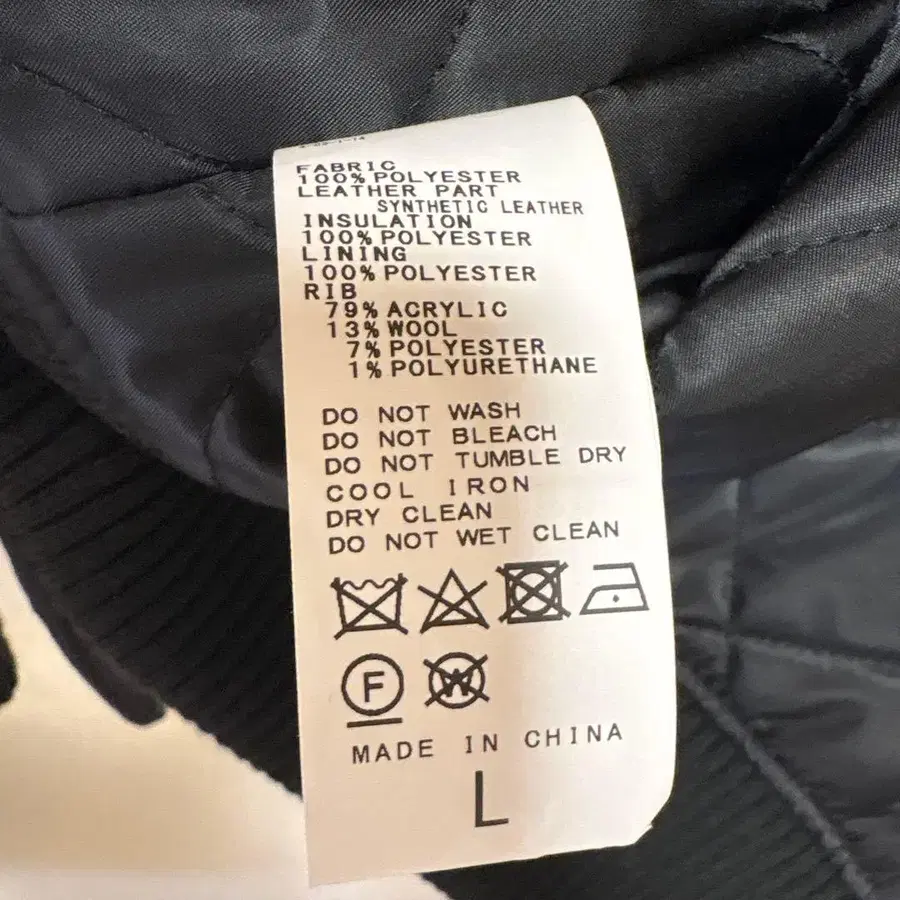 FABRIC
100% POLYESTER
LEATHER PART
SYNTHETIC LEATHER
INSULATION
100% POLYESTER
LINING
100% POLYESTER
RIB
79% ACRYLIC
13% WOOL
7% POLYESTER
1% POLYURETHANE
DO NOT WASH
DO NOT BLEACH
DO NOT TUMBLE DRY
COOL IRON
DRY CLEAN
DO NOT WET CLEAN
F W
MADE IN CHINA
L